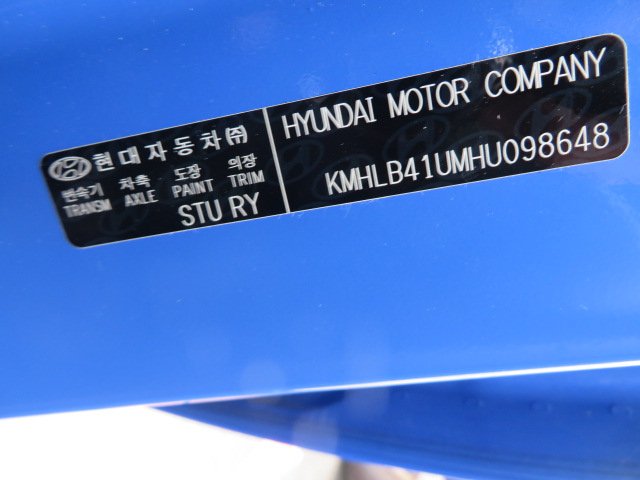 현대자동차㈜
변속기 차축 도장 의장
TRANSM AXLE PAINT TRIM
STU RY
HYUNDAI MOTOR COMPANY
KMHLB41UMHU098648